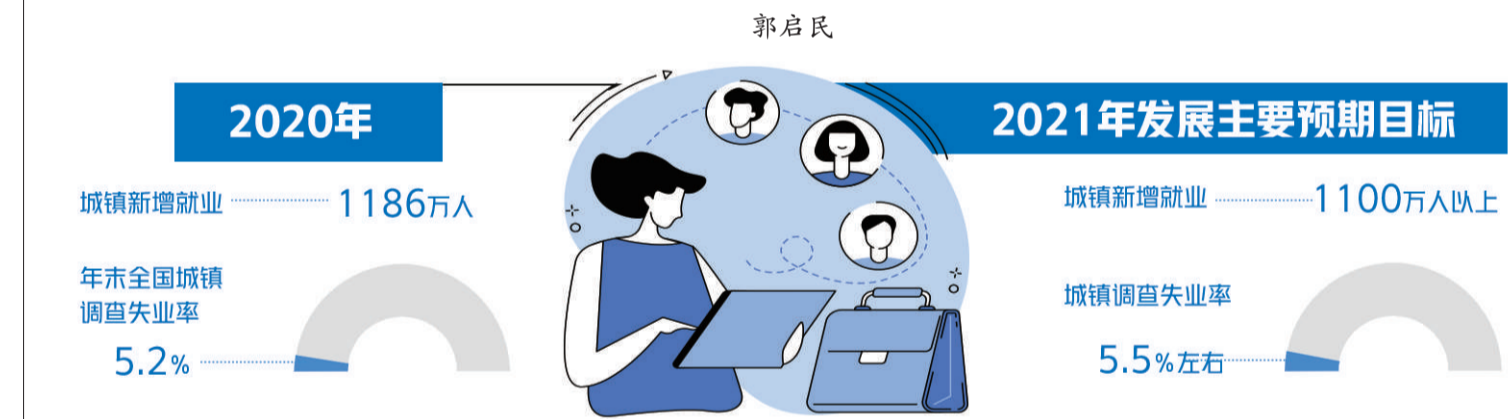 郭启民
2020年
城镇新增就业 1186万人
年末全国城镇
调查失业率
5.2%
2021年发展主要预期目标
城镇新增就业 1100万人以上
城镇调查失业率
5.5%左右